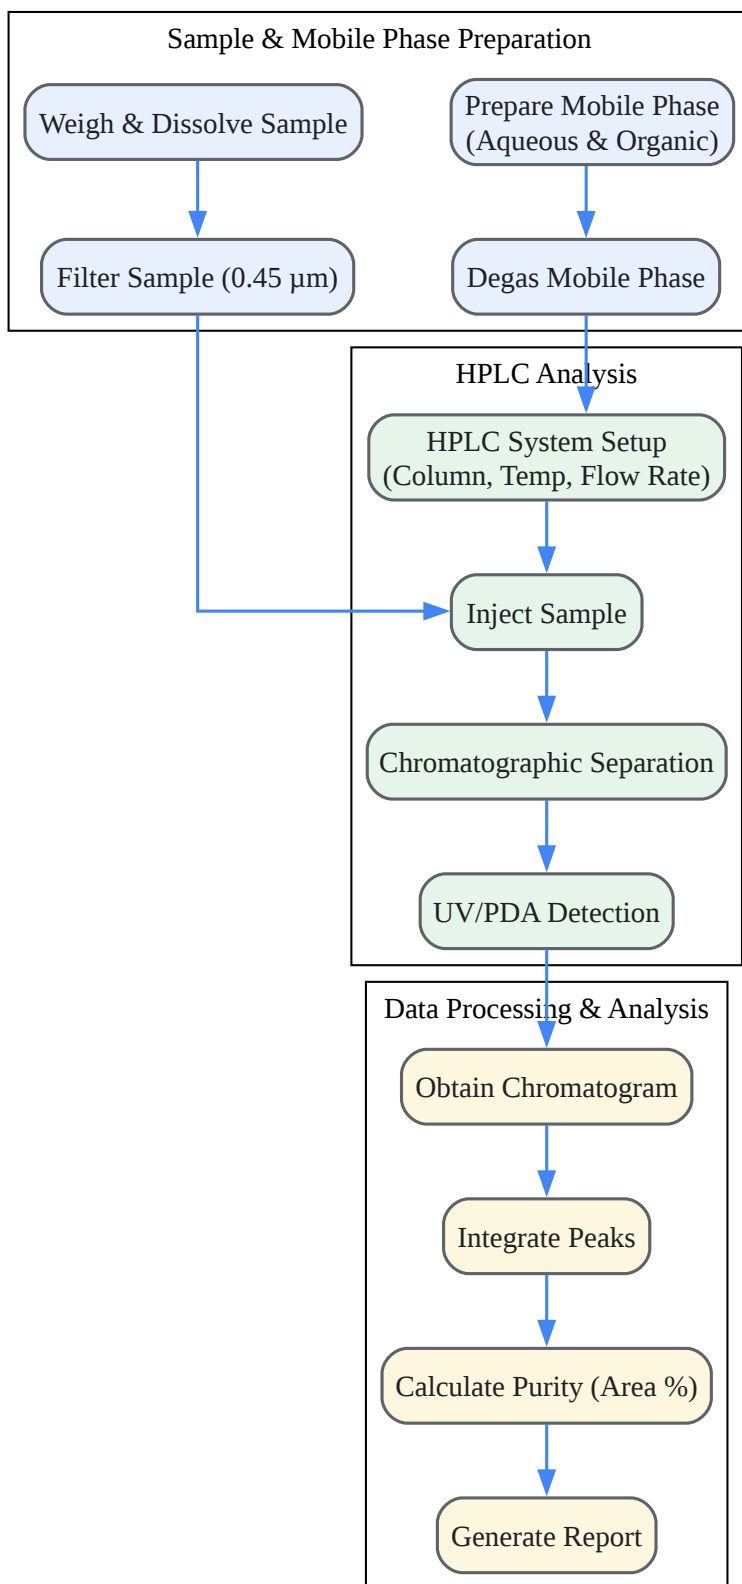 Sample & Mobile Phase Preparation
Weigh & Dissolve Sample
Prepare Mobile Phase
(Aqueous & Organic)
Filter Sample (0.45 µm)
Degas Mobile Phase
HPLC Analysis
HPLC System Setup
(Column, Temp, Flow Rate)
Inject Sample
Chromatographic Separation
UV/PDA Detection
Data Processing & Analysis
Obtain Chromatogram
Integrate Peaks
Calculate Purity (Area %)
Generate Report